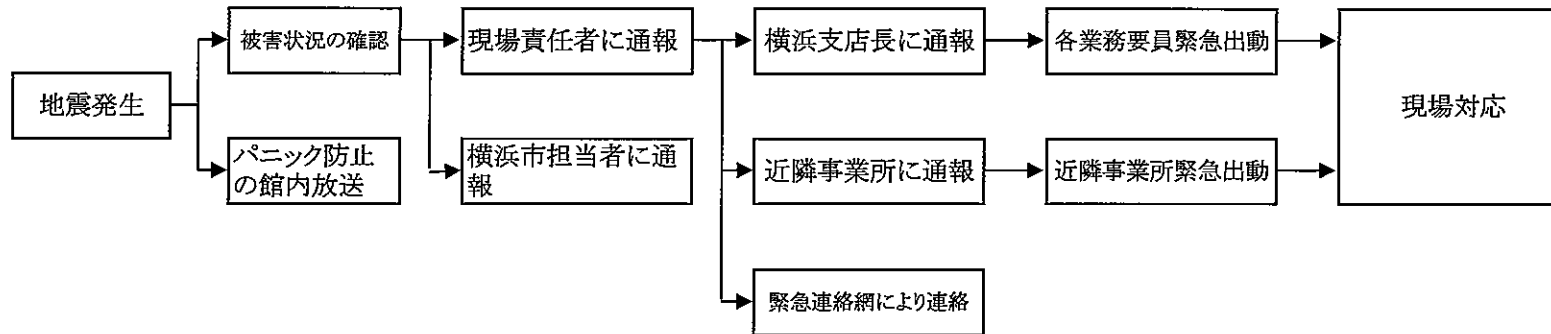 地震発生
被害状況の確認
パニック防止
の館内放送
現場責任者に通報
横浜市担当者に通
報
横浜支店長に通報
近隣事業所に通報
緊急連絡網により連絡
各業務要員緊急出動
近隣事業所緊急出動
現場対応